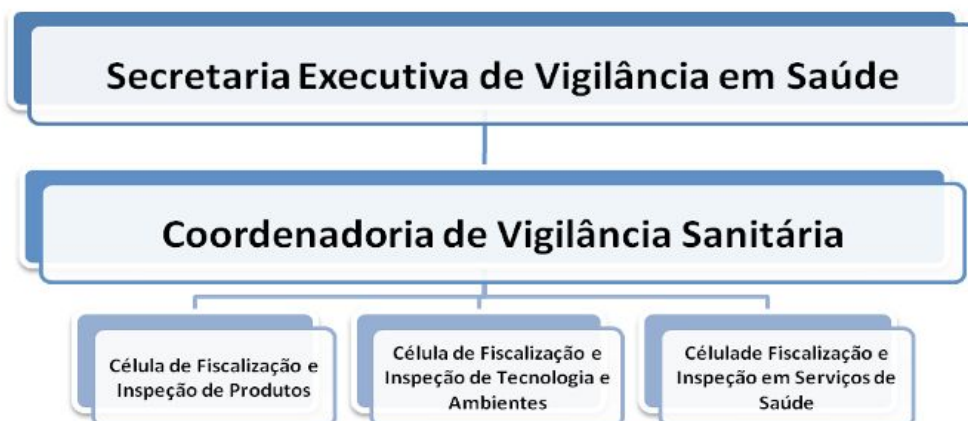 Secretaria Executiva de Vigilância em Saúde
Coordenadoria de Vigilância Sanitária
Célula de Fiscalização e
Inspeção de Produtos
Célula de Fiscalização e
Inspeção de Tecnologia e
Ambientes
Célulade Fiscalização e
Inspeção em Serviços de
Saúde